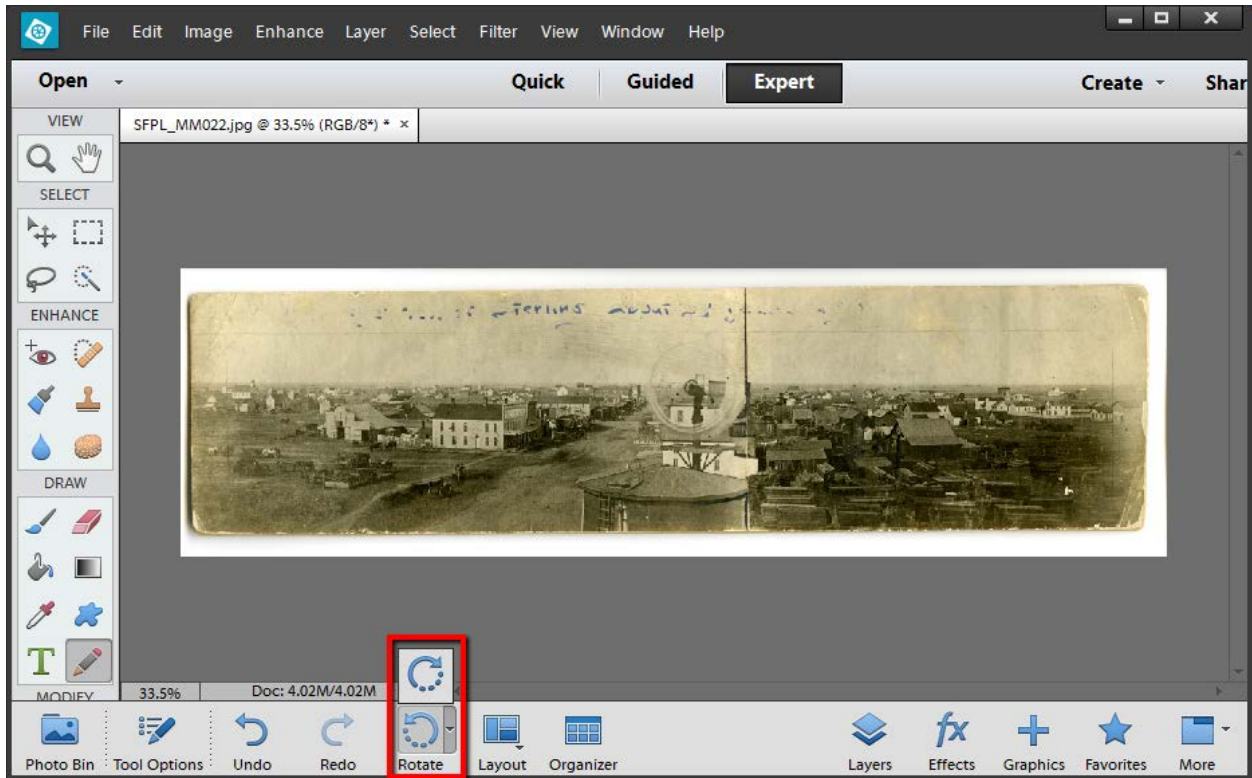 File Edit Image Enhance Layer Select Filter View Window Help
Open Quick Guided Expert Create Shar
VIEW
SFPL_MM022.jpg @ 33.5% (RGB/8*) * ×
SELECT
ENHANCE
DRAW
T
MODIFY
33.5% Doc: 4.02M/4.02M
Photo Bin Tool Options Undo Redo Rotate Layout Organizer fx Layers Effects Graphics Favorites More